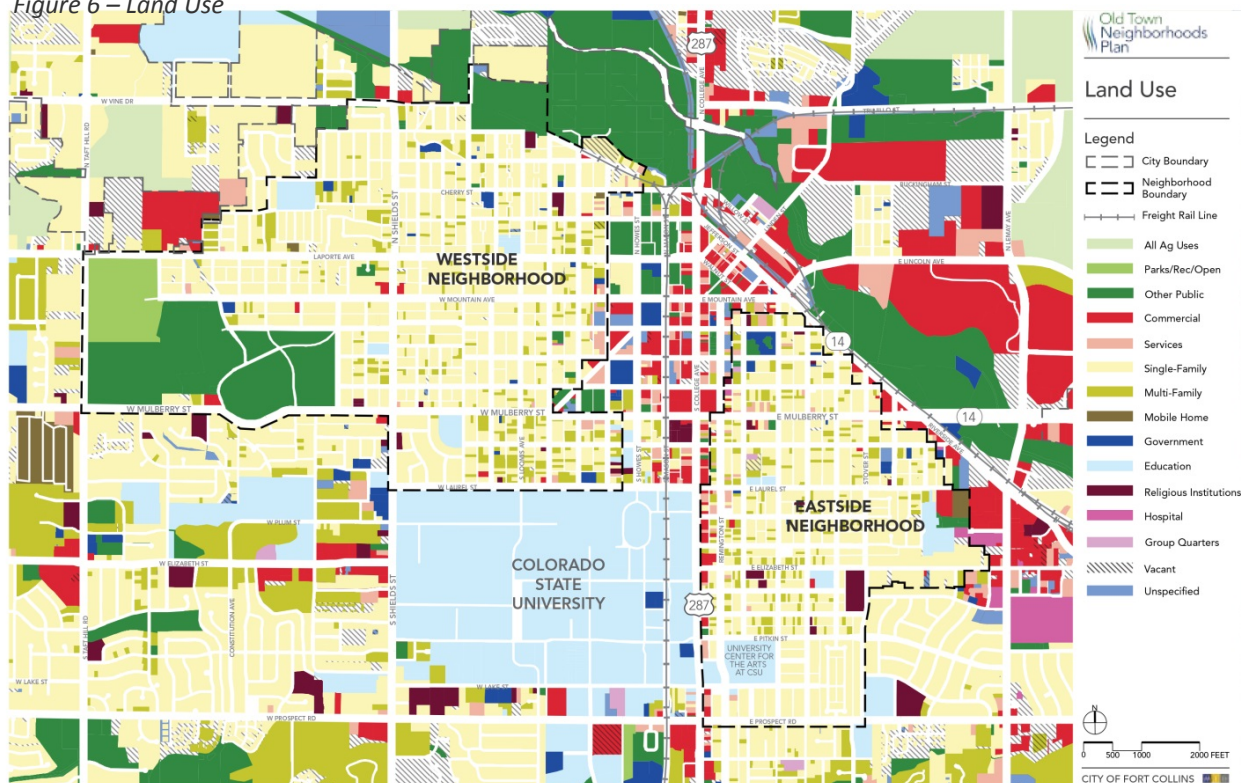 Figure 6 – Land Use
Old Town
Neighborhoods
Plan
Land Use
Legend
City Boundary
Neighborhood
Boundary
Freight Rail Line
All Ag Uses
Parks/Rec/Open
Other Public
Commercial
Services
Single-Family
Multi-Family
Mobile Home
Government
Education
Religious Institutions
Hospital
Group Quarters
Vacant
Unspecified
N
0 500 1000 2000 FEET
CITY OF FORT COLLINS
287
N COLLEGE AVE
W VINE DR
N TAFT HILL RD
CHERRY ST
BUCKINGHAM ST
N SHIELDS ST
N HOWES ST
JEFFERSON ST
N LEMAY AVE
LAPORTE AVE
WESTSIDE
NEIGHBORHOOD
E LINCOLN AVE
W MOUNTAIN AVE
E MOUNTAIN AVE
14
S COLLEGE AVE
W MULBERRY ST
W MULBERRY ST
E MULBERRY ST
14
RIVERSIDE AVE
S LOOMIS AVE
S HOWES ST
STOVER ST
W LAUREL ST
E LAUREL ST
EASTSIDE
NEIGHBORHOOD
W PLUM ST
REMINGTON ST
W ELIZABETH ST
E ELIZABETH ST
COLORADO
STATE
UNIVERSITY
S SHIELDS ST
287
CONSTITUTION AVE
S TAFT HILL RD
E PITKIN ST
UNIVERSITY
CENTER FOR
THE ARTS
AT CSU
W LAKE ST
W LAKE ST
W PROSPECT RD
E PROSPECT RD